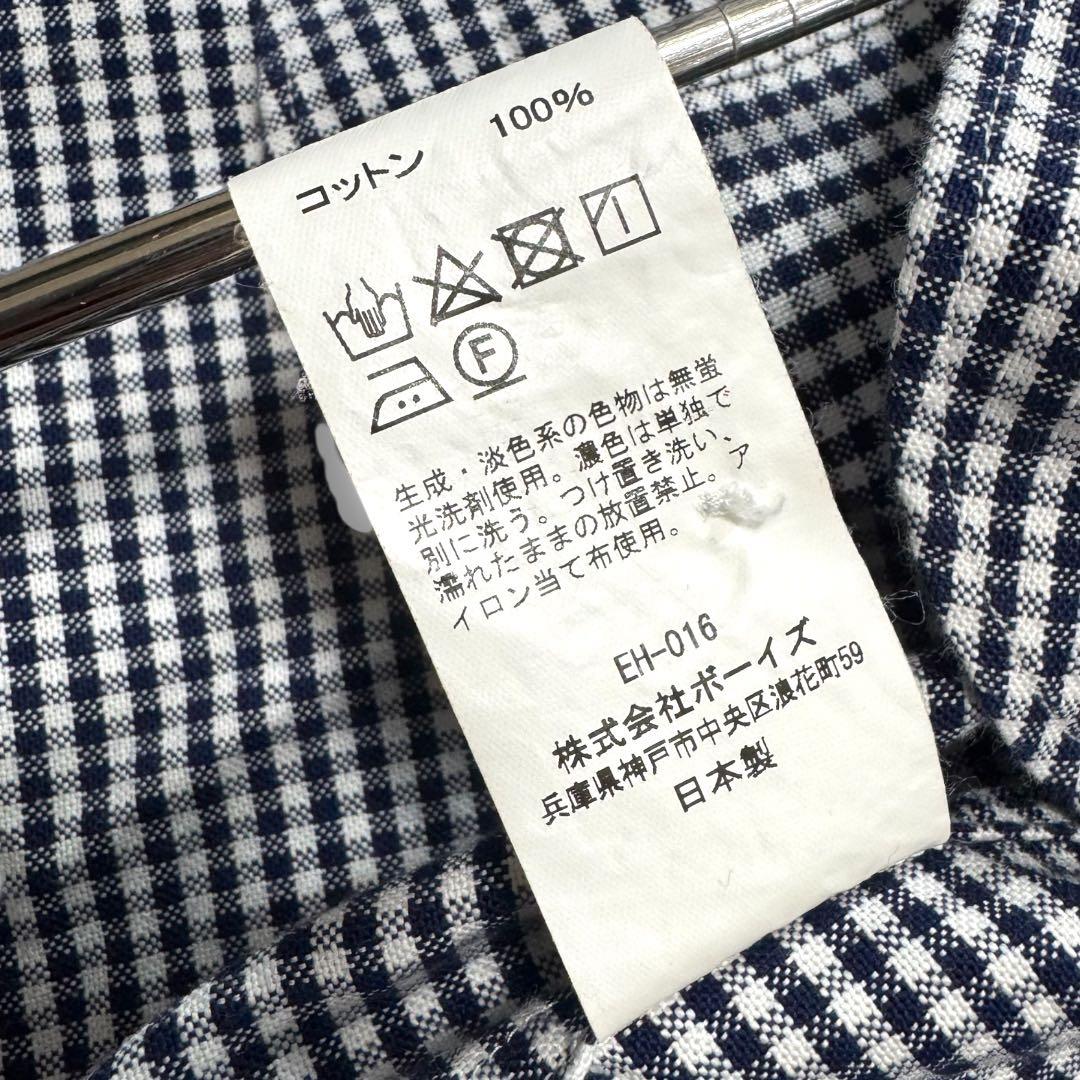 コットン 100%
F
生成・淡色系の色物は無蛍
光洗剤使用。濃色は単独で
別に洗う。つけ置き洗い、
濡れたままの放置禁止。ア
イロン当て布使用。
EH-016
株式会社ボーイズ
兵庫県神戸市中央区浪花町59
日本製